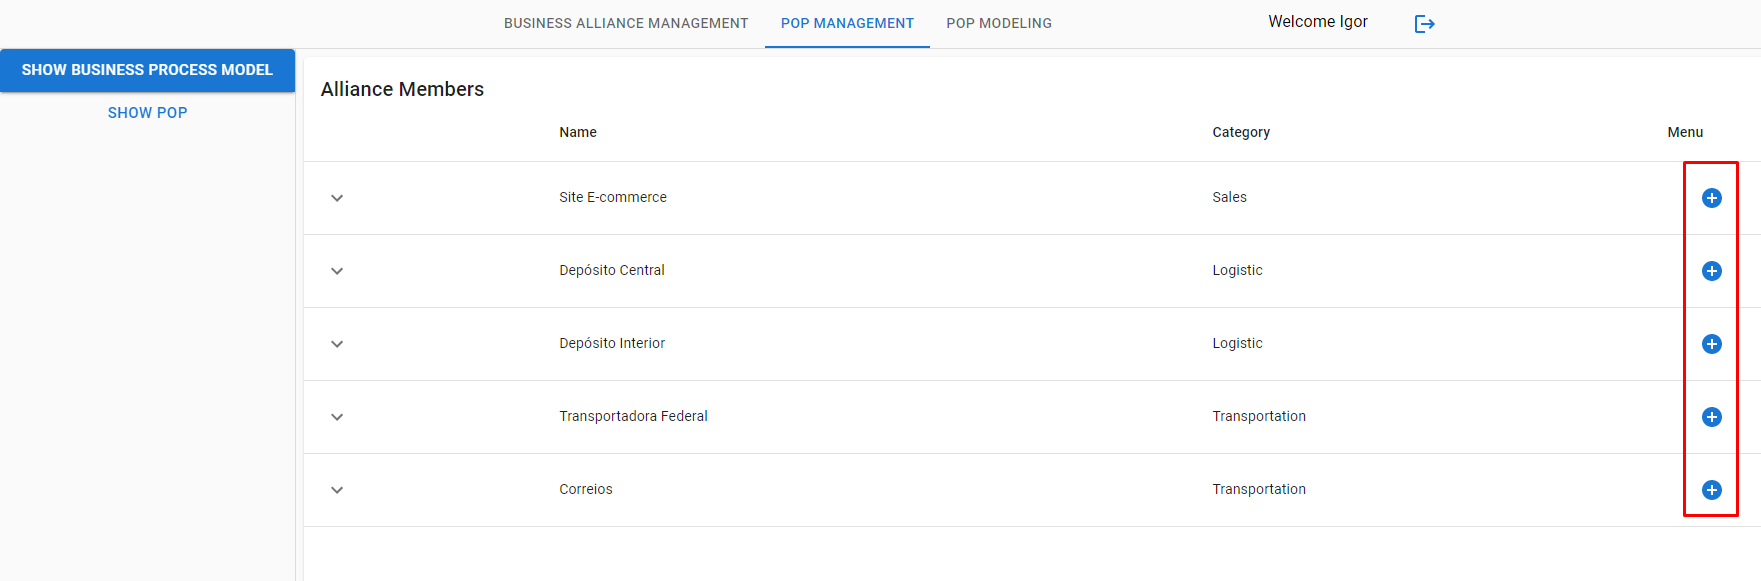 BUSINESS ALLIANCE MANAGEMENT POP MANAGEMENT POP MODELING Welcome Igor
SHOW BUSINESS PROCESS MODEL
SHOW POP
Alliance Members
Name Category Menu
Site E-commerce Sales
Depósito Central Logistic
Depósito Interior Logistic
Transportadora Federal Transportation
Correios Transportation